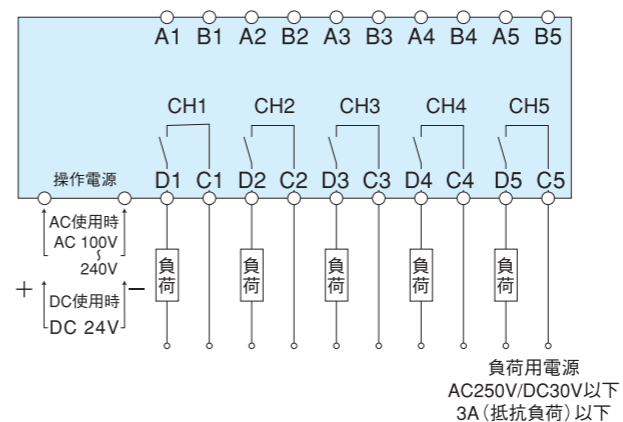 A1 B1 A2 B2 A3 B3 A4 B4 A5 B5
CH1 CH2 CH3 CH4 CH5
操作電源 D1 C1 D2 C2 D3 C3 D4 C4 D5 C5
AC使用時
AC 100V
~
240V
+ DC使用時 −
DC 24V
負荷 負荷 負荷 負荷 負荷
負荷用電源
AC250V/DC30V以下
3A(抵抗負荷)以下